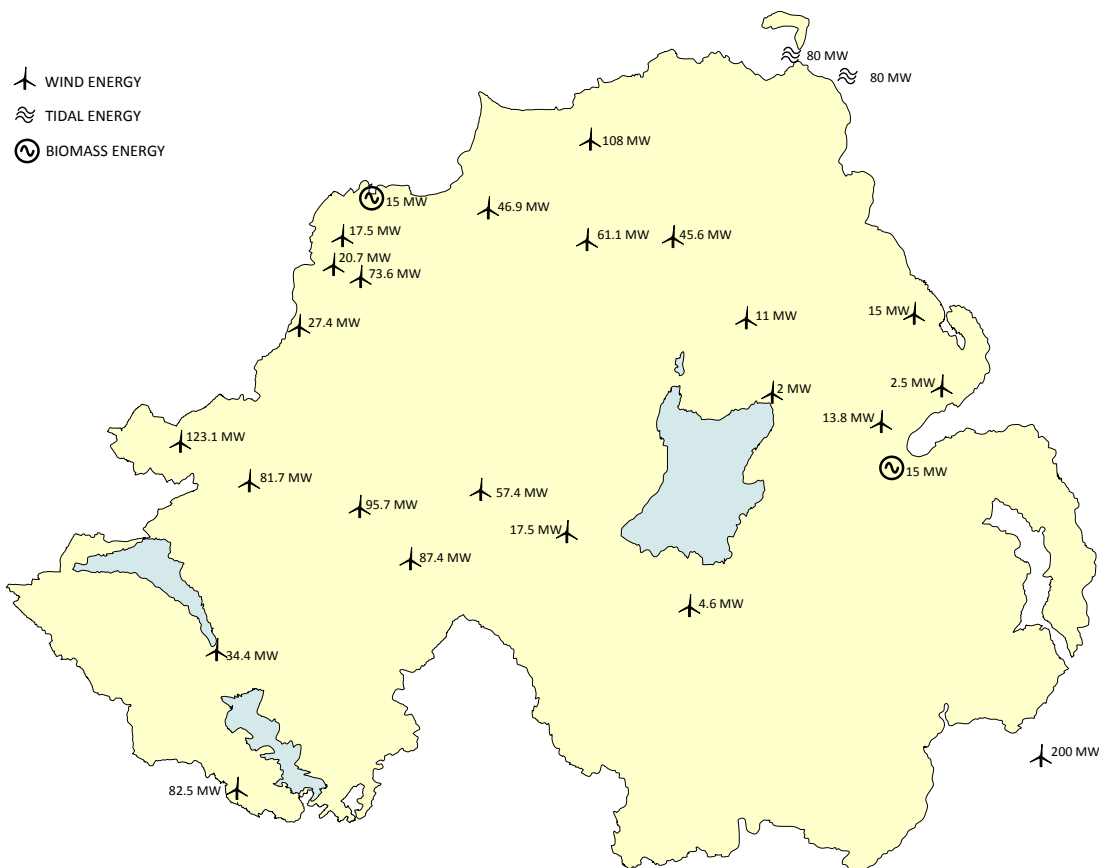 80 MW
WIND ENERGY
80 MW
TIDAL ENERGY
108 MW
BIOMASS ENERGY
15 MW
46.9 MW
17.5 MW
61.1 MW
45.6 MW
20.7 MW
73.6 MW
27.4 MW
11 MW
15 MW
2 MW
2.5 MW
13.8 MW
123.1 MW
15 MW
81.7 MW
57.4 MW
95.7 MW
17.5 MW
87.4 MW
4.6 MW
34.4 MW
200 MW
82.5 MW